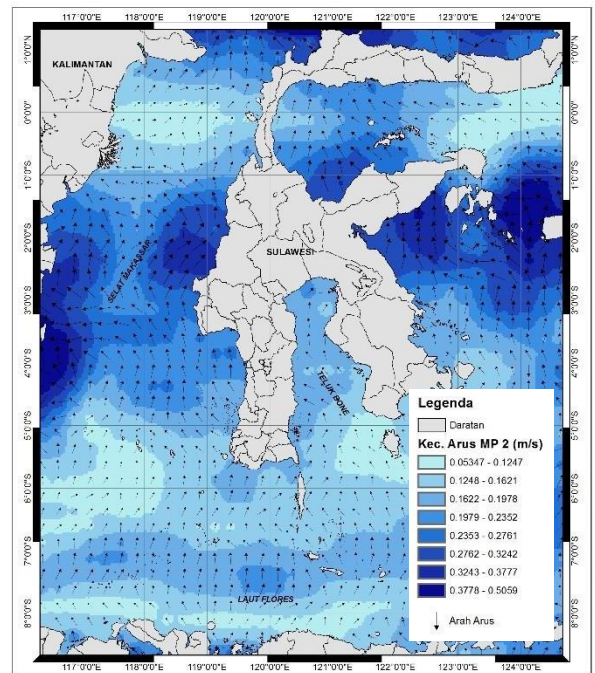 1°0'0"N
0°0'0"
1°0'0"S
2°0'0"S
3°0'0"S
4°0'0"S
5°0'0"S
6°0'0"S
7°0'0"S
8°0'0"S
KALIMANTAN
SULAWESI
SELAT MAKASSAR
TELUK BONE
LAUT FLORES
Legenda
Daratan
Kec. Arus MP 2 (m/s)
0.05347 - 0.1247
0.1248 - 0.1621
0.1622 - 0.1978
0.1979 - 0.2352
0.2353 - 0.2761
0.2762 - 0.3242
0.3243 - 0.3777
0.3778 - 0.5059
Arah Arus
117°0'0"E 118°0'0"E 119°0'0"E 120°0'0"E 121°0'0"E 122°0'0"E 123°0'0"E 124°0'0"E